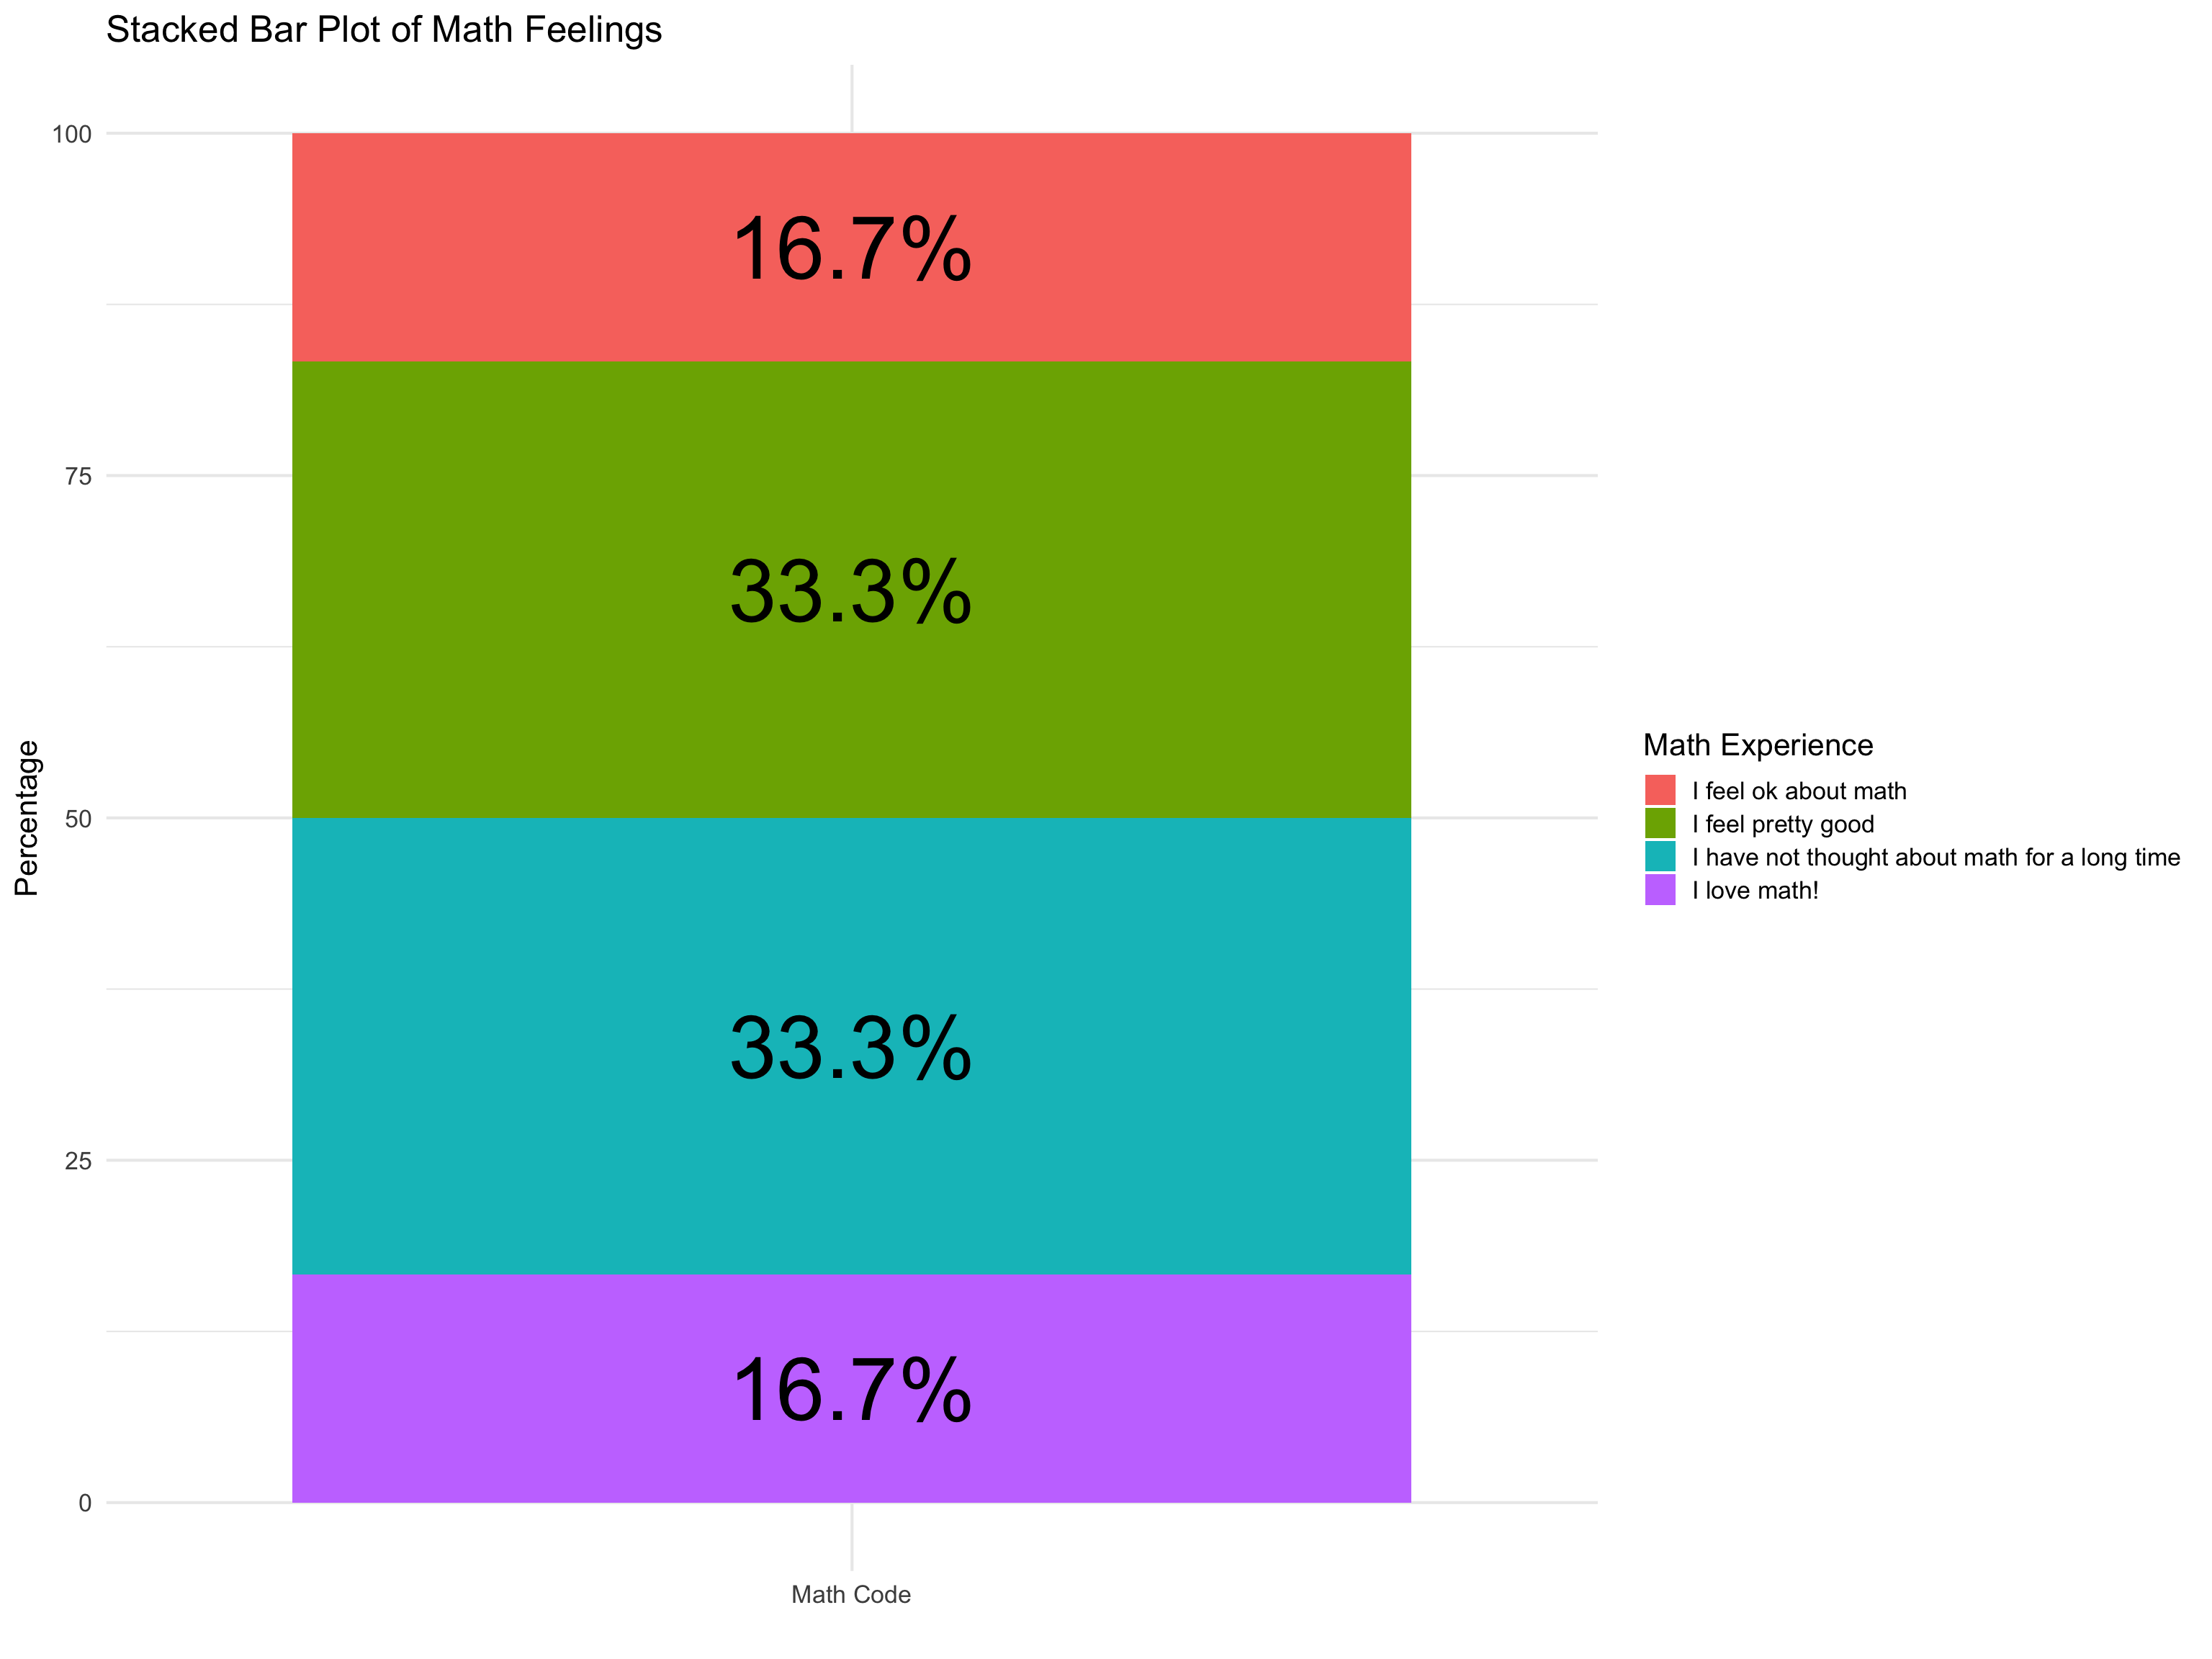 Stacked Bar Plot of Math Feelings
100
75
50
25
0
Percentage
16.7%
33.3%
33.3%
16.7%
Math Code
Math Experience
I feel ok about math
I feel pretty good
I have not thought about math for a long time
I love math!